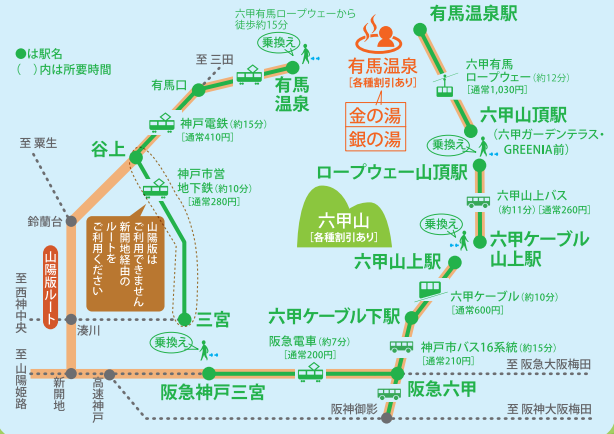 ●は駅名
( )内は所要時間
六甲有馬ロープウェーから
徒歩約15分
乗換え
至 三田
有馬口
有馬
温泉
神戸電鉄(約15分)
[通常410円]
有馬温泉
[各種割引あり]
金の湯
銀の湯
有馬温泉駅
六甲有馬
ロープウェー(約12分)
[通常1,030円]
六甲山頂駅
(六甲ガーデンテラス・
GREENIA前)
乗換え
ロープウェー山頂駅
六甲山上バス
(約11分)[通常260円]
乗換え
六甲ケーブル
山上駅
至 粟生
谷上
神戸市営
地下鉄(約10分)
[通常280円]
鈴蘭台
山陽版は
ご利用できません
新開地経由の
ルートを
ご利用ください
六甲山
[各種割引あり]
六甲山上駅
六甲ケーブル(約10分)
[通常600円]
六甲ケーブル下駅
山陽版ルート
至 西神中央
湊川
三宮
乗換え
阪急電車(約7分)
[通常200円]
神戸市バス16系統(約15分)
[通常210円]
至 山陽姫路
新開地
高速神戸
阪急神戸三宮
阪急六甲
至 阪急大阪梅田
阪神御影
至 阪神大阪梅田